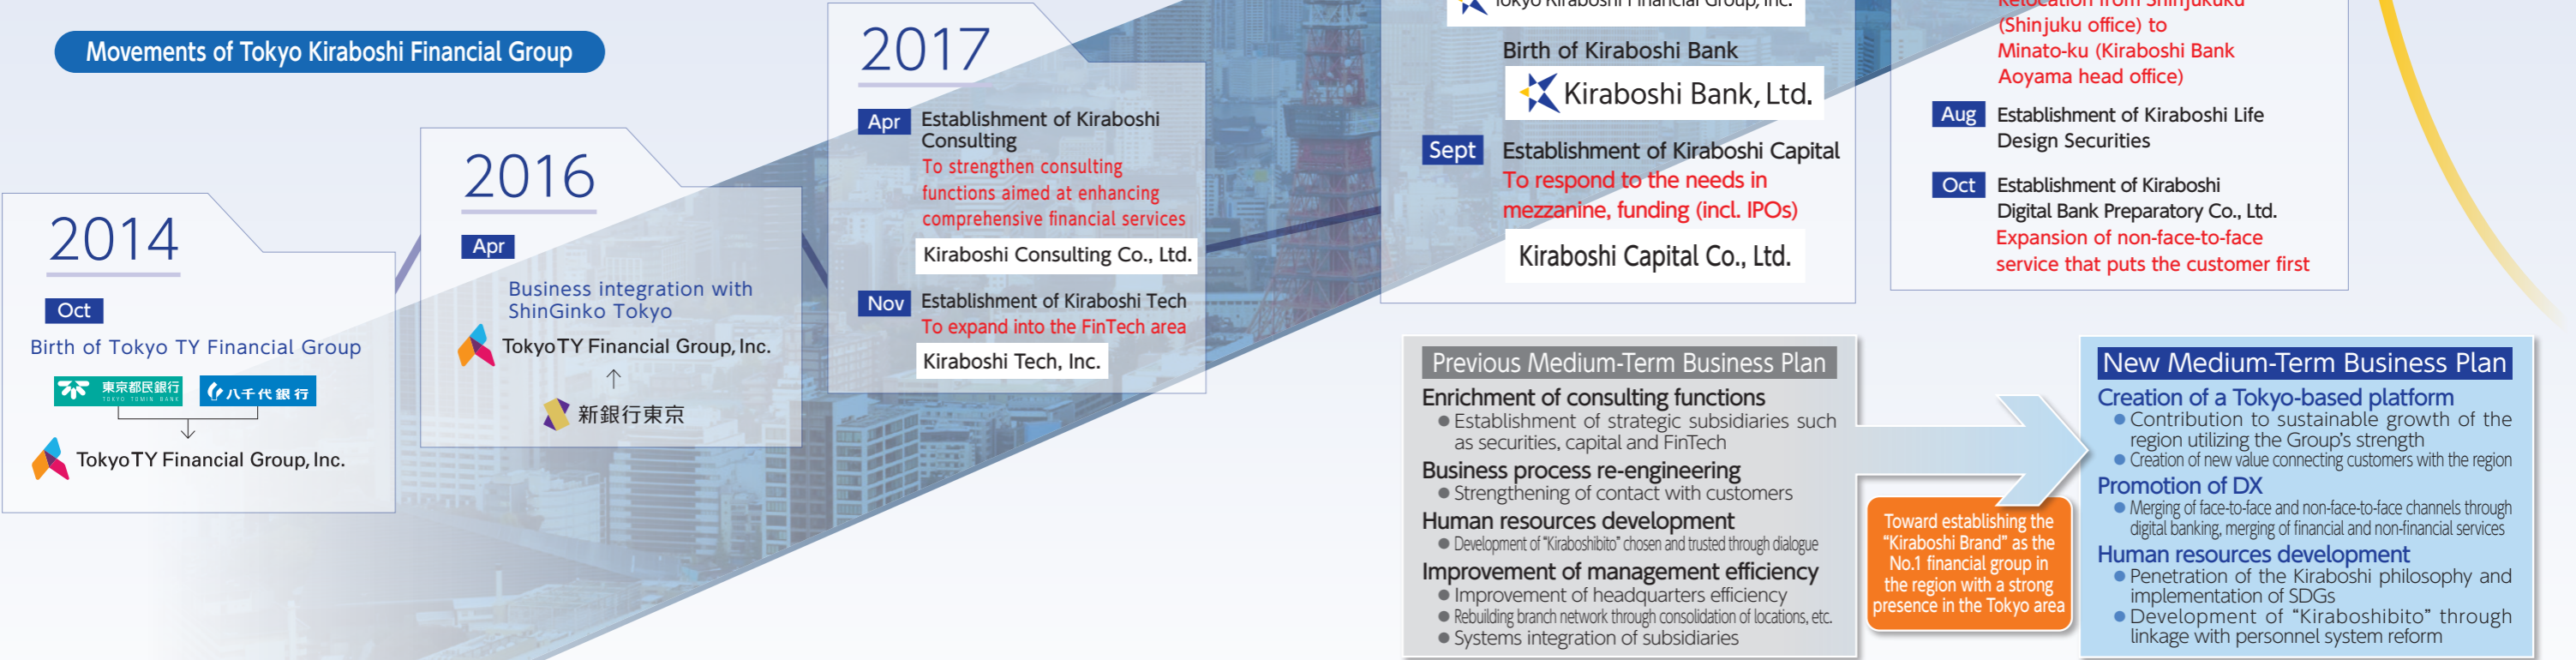 Movements of Tokyo Kiraboshi Financial Group
2014
Oct
Birth of Tokyo TY Financial Group
東京都民銀行
TOKYO TOMIN BANK
八千代銀行
Tokyo TY Financial Group, Inc.
2016
Apr
Business integration with
ShinGinko Tokyo
Tokyo TY Financial Group, Inc.
↑
新銀行東京
2017
Apr
Establishment of Kiraboshi
Consulting
To strengthen consulting
functions aimed at enhancing
comprehensive financial services
Kiraboshi Consulting Co., Ltd.
Nov
Establishment of Kiraboshi Tech
To expand into the FinTech area
Kiraboshi Tech, Inc.
Tokyo Kiraboshi Financial Group, Inc.
Birth of Kiraboshi Bank
Kiraboshi Bank, Ltd.
Sept
Establishment of Kiraboshi Capital
To respond to the needs in
mezzanine, funding (incl. IPOs)
Kiraboshi Capital Co., Ltd.
Relocation from Shinjukuku
(Shinjuku office) to
Minato-ku (Kiraboshi Bank
Aoyama head office)
Aug
Establishment of Kiraboshi Life
Design Securities
Oct
Establishment of Kiraboshi
Digital Bank Preparatory Co., Ltd.
Expansion of non-face-to-face
service that puts the customer first
Previous Medium-Term Business Plan
Enrichment of consulting functions
● Establishment of strategic subsidiaries such
as securities, capital and FinTech
Business process re-engineering
● Strengthening of contact with customers
Human resources development
● Development of "Kiraboshibito" chosen and trusted through dialogue
Improvement of management efficiency
● Improvement of headquarters efficiency
● Rebuilding branch network through consolidation of locations, etc.
● Systems integration of subsidiaries
Toward establishing the
"Kiraboshi Brand" as the
No.1 financial group in
the region with a strong
presence in the Tokyo area
New Medium-Term Business Plan
Creation of a Tokyo-based platform
● Contribution to sustainable growth of the
region utilizing the Group's strength
● Creation of new value connecting customers with the region
Promotion of DX
● Merging of face-to-face and non-face-to-face channels through
digital banking, merging of financial and non-financial services
Human resources development
● Penetration of the Kiraboshi philosophy and
implementation of SDGs
● Development of "Kiraboshibito" through
linkage with personnel system reform